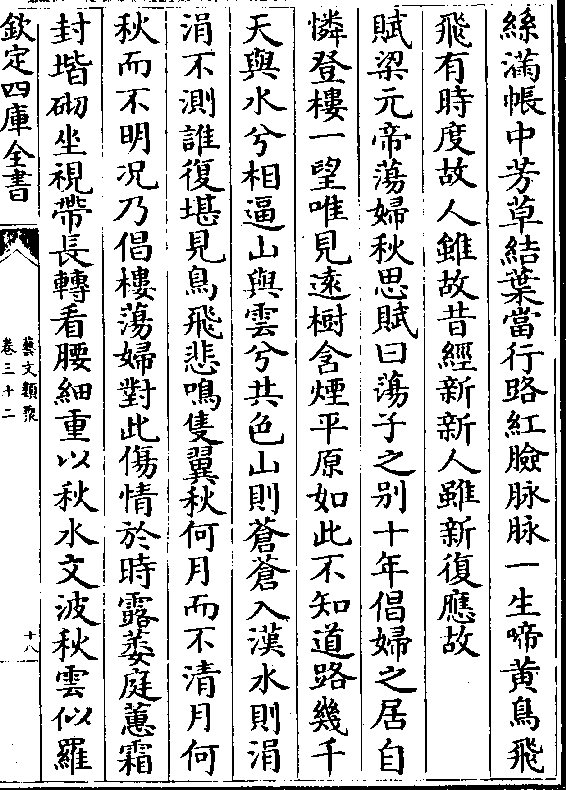 絲滿帳中芳草結葉當行路紅臉脉脉一生啼黄鳥飛
飛有時度故人雖故昔經新新人雖新復應故
賦梁元帝蕩婦秋思賦曰蕩子之别十年倡婦之居自
憐登樓一望唯見逺樹含煙平原如此不知道路幾千
天與水兮相逼山與雲兮共色山則蒼蒼入漢水則涓
涓不測誰復堪見鳥飛悲鳴隻翼秋何月而不清月何
秋而不明况乃倡樓蕩婦對此傷情於時露萎庭蕙霜
封堦砌坐視帶長轉看腰細重以秋水文波秋雲似羅
欽定四庫全書
藝文類聚
卷三十二
十八